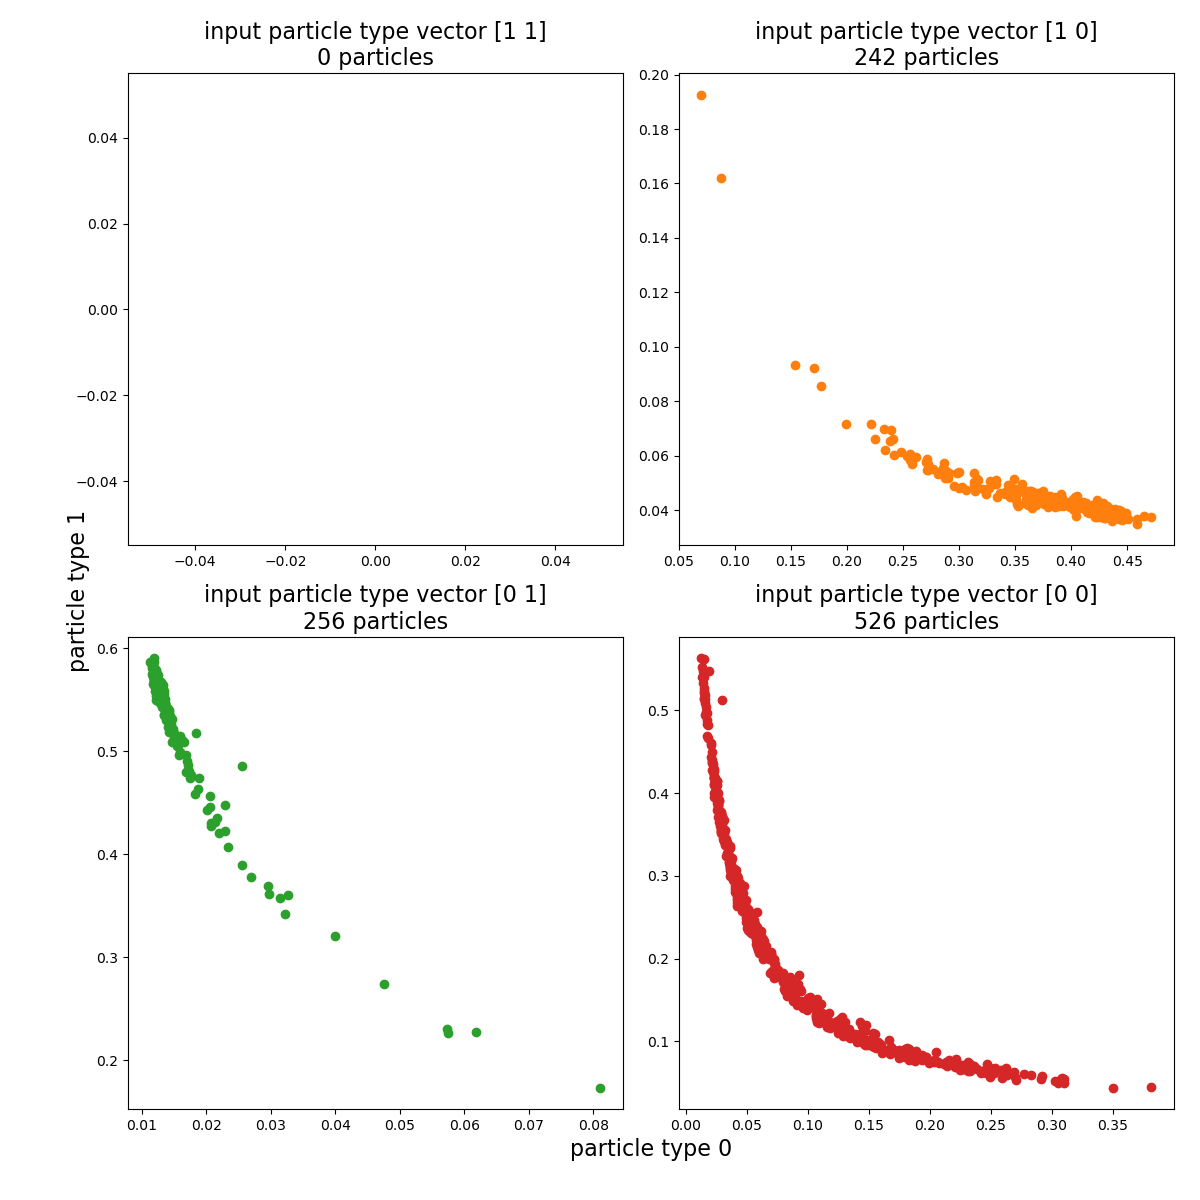 input particle type vector [1 1]
0 particles
0.04
0.02
0.00
−0.02
−0.04
−0.04 −0.02 0.00 0.02 0.04
input particle type vector [1 0]
242 particles
0.20
0.18
0.16
0.14
0.12
0.10
0.08
0.06
0.04
0.05 0.10 0.15 0.20 0.25 0.30 0.35 0.40 0.45
particle type 1
input particle type vector [0 1]
256 particles
0.6
0.5
0.4
0.3
0.2
0.01 0.02 0.03 0.04 0.05 0.06 0.07 0.08
input particle type vector [0 0]
526 particles
0.5
0.4
0.3
0.2
0.1
0.00 0.05 0.10 0.15 0.20 0.25 0.30 0.35
particle type 0